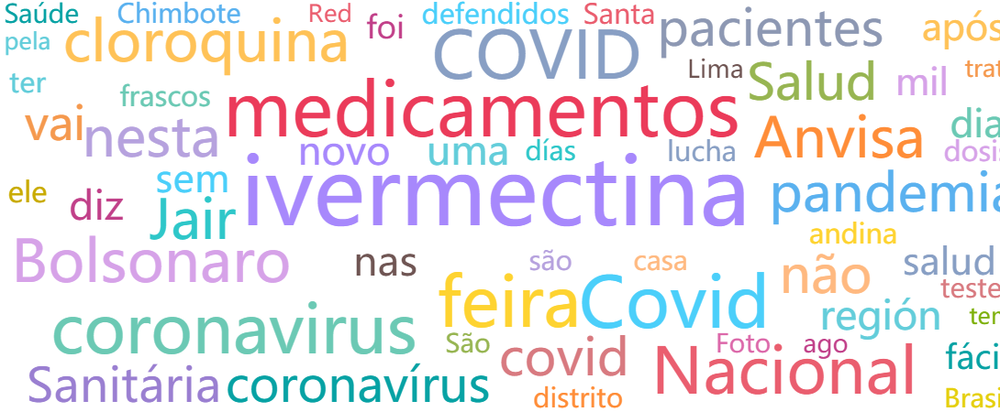 Saúde
Chimbote
Red
foi
defendidos
Santa
pela
cloroquina
COVID
pacientes
após
ter
frascos
Lima
Salud
mil
trat
medicamentos
vai
nesta
novo
uma
días
lucha
Anvisa
dia
dosis
ele
diz
sem
Jair
ivermectina
pandemia
andina
Bolsonaro
nas
são
casa
não
salud
feira
Covid
teste
coronavirus
São
región
ten
covid
Foto
ago
Nacional
fáci
Sanitária
coronavírus
distrito
Brasi